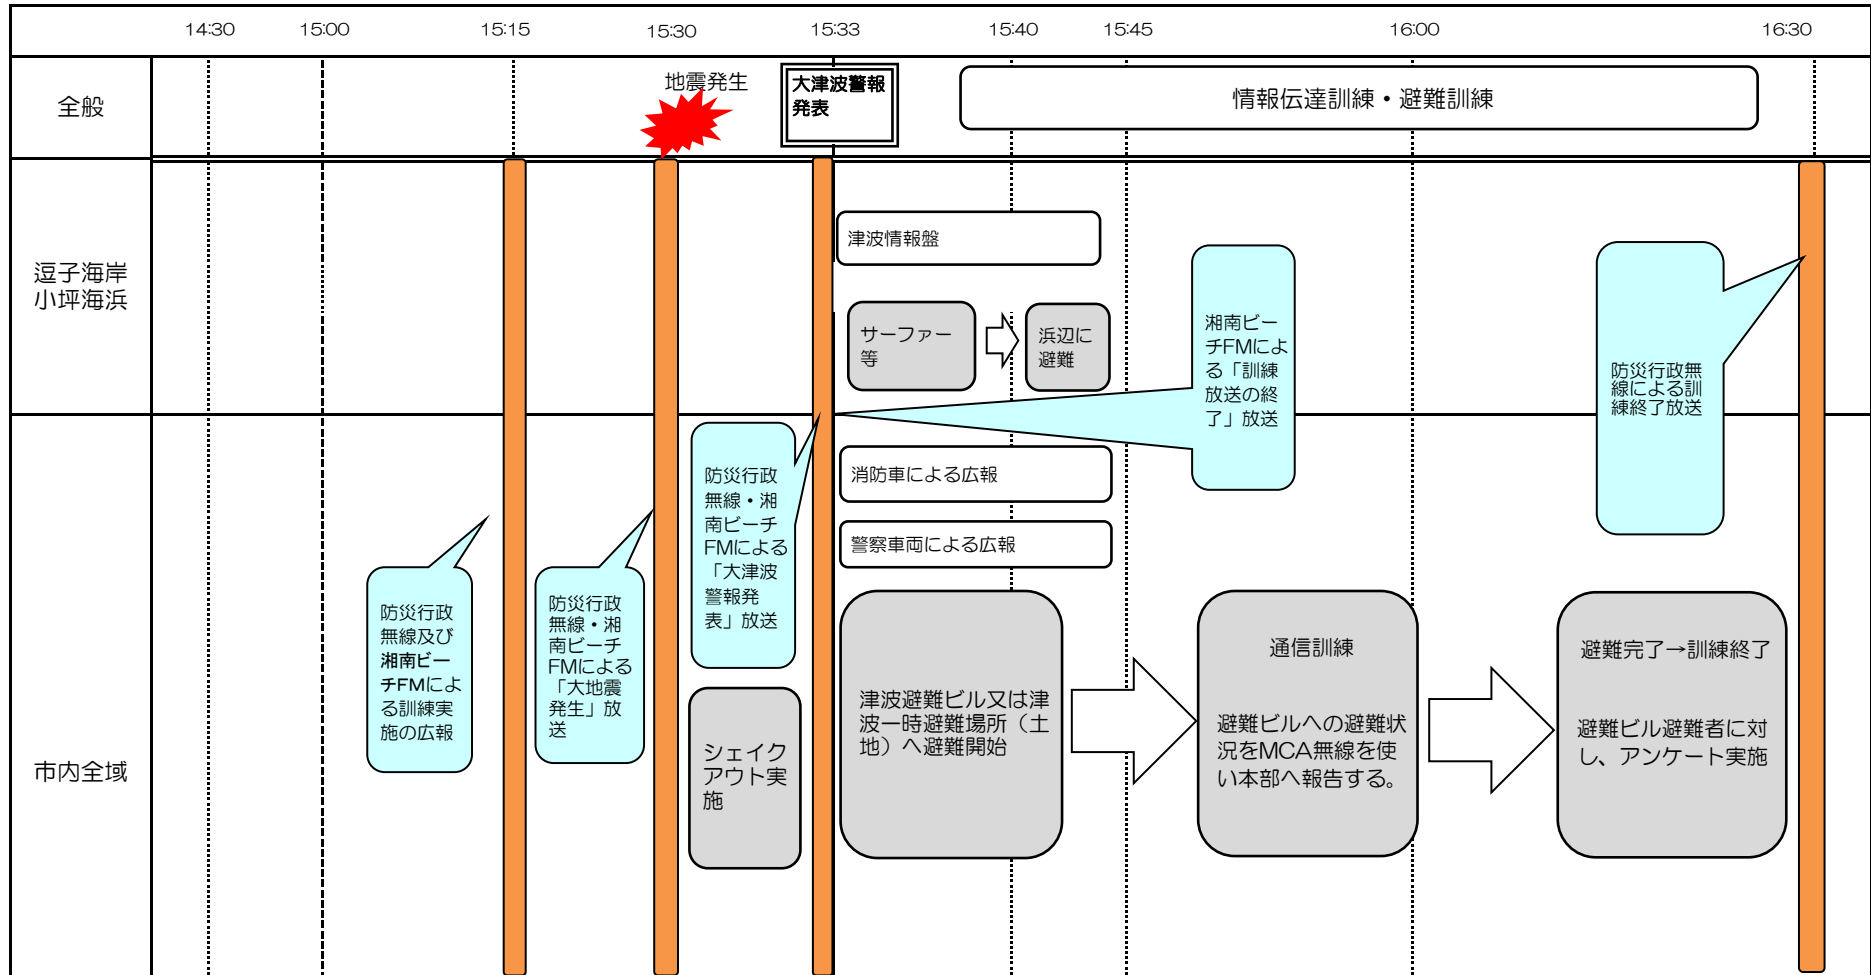 14:30
15:00
15:15
15:30
15:33
15:40
15:45
16:00
16:30
全般
地震発生
大津波警報
発表
情報伝達訓練・避難訓練
逗子海岸
小坪海浜
津波情報盤
サーファー
等
浜辺に
避難
湘南ビー
チFMによ
る「訓練
放送の終
了」放送
防災行政無
線による訓
練終了放送
市内全域
防災行政
無線及び
湘南ビー
チFMによ
る訓練実
施の広報
防災行政
無線・湘
南ビーチ
FMによる
「大地震
発生」放
送
防災行政
無線・湘
南ビーチ
FMによる
「大津波
警報発
表」放送
シェイク
アウト実
施
消防車による広報
警察車両による広報
津波避難ビル又は津
波一時避難場所（土
地）へ避難開始
通信訓練
避難ビルへの避難状
況をMCA無線を使
い本部へ報告する。
避難完了→訓練終了
避難ビル避難者に対
し、アンケート実施